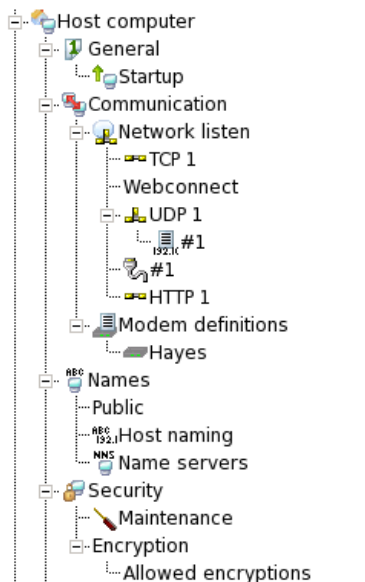 Host computer
General
Startup
Communication
Network listen
TCP 1
Webconnect
UDP 1
#1
#1
HTTP 1
Modem definitions
Hayes
Names
Public
Host naming
Name servers
Security
Maintenance
Encryption
Allowed encryptions